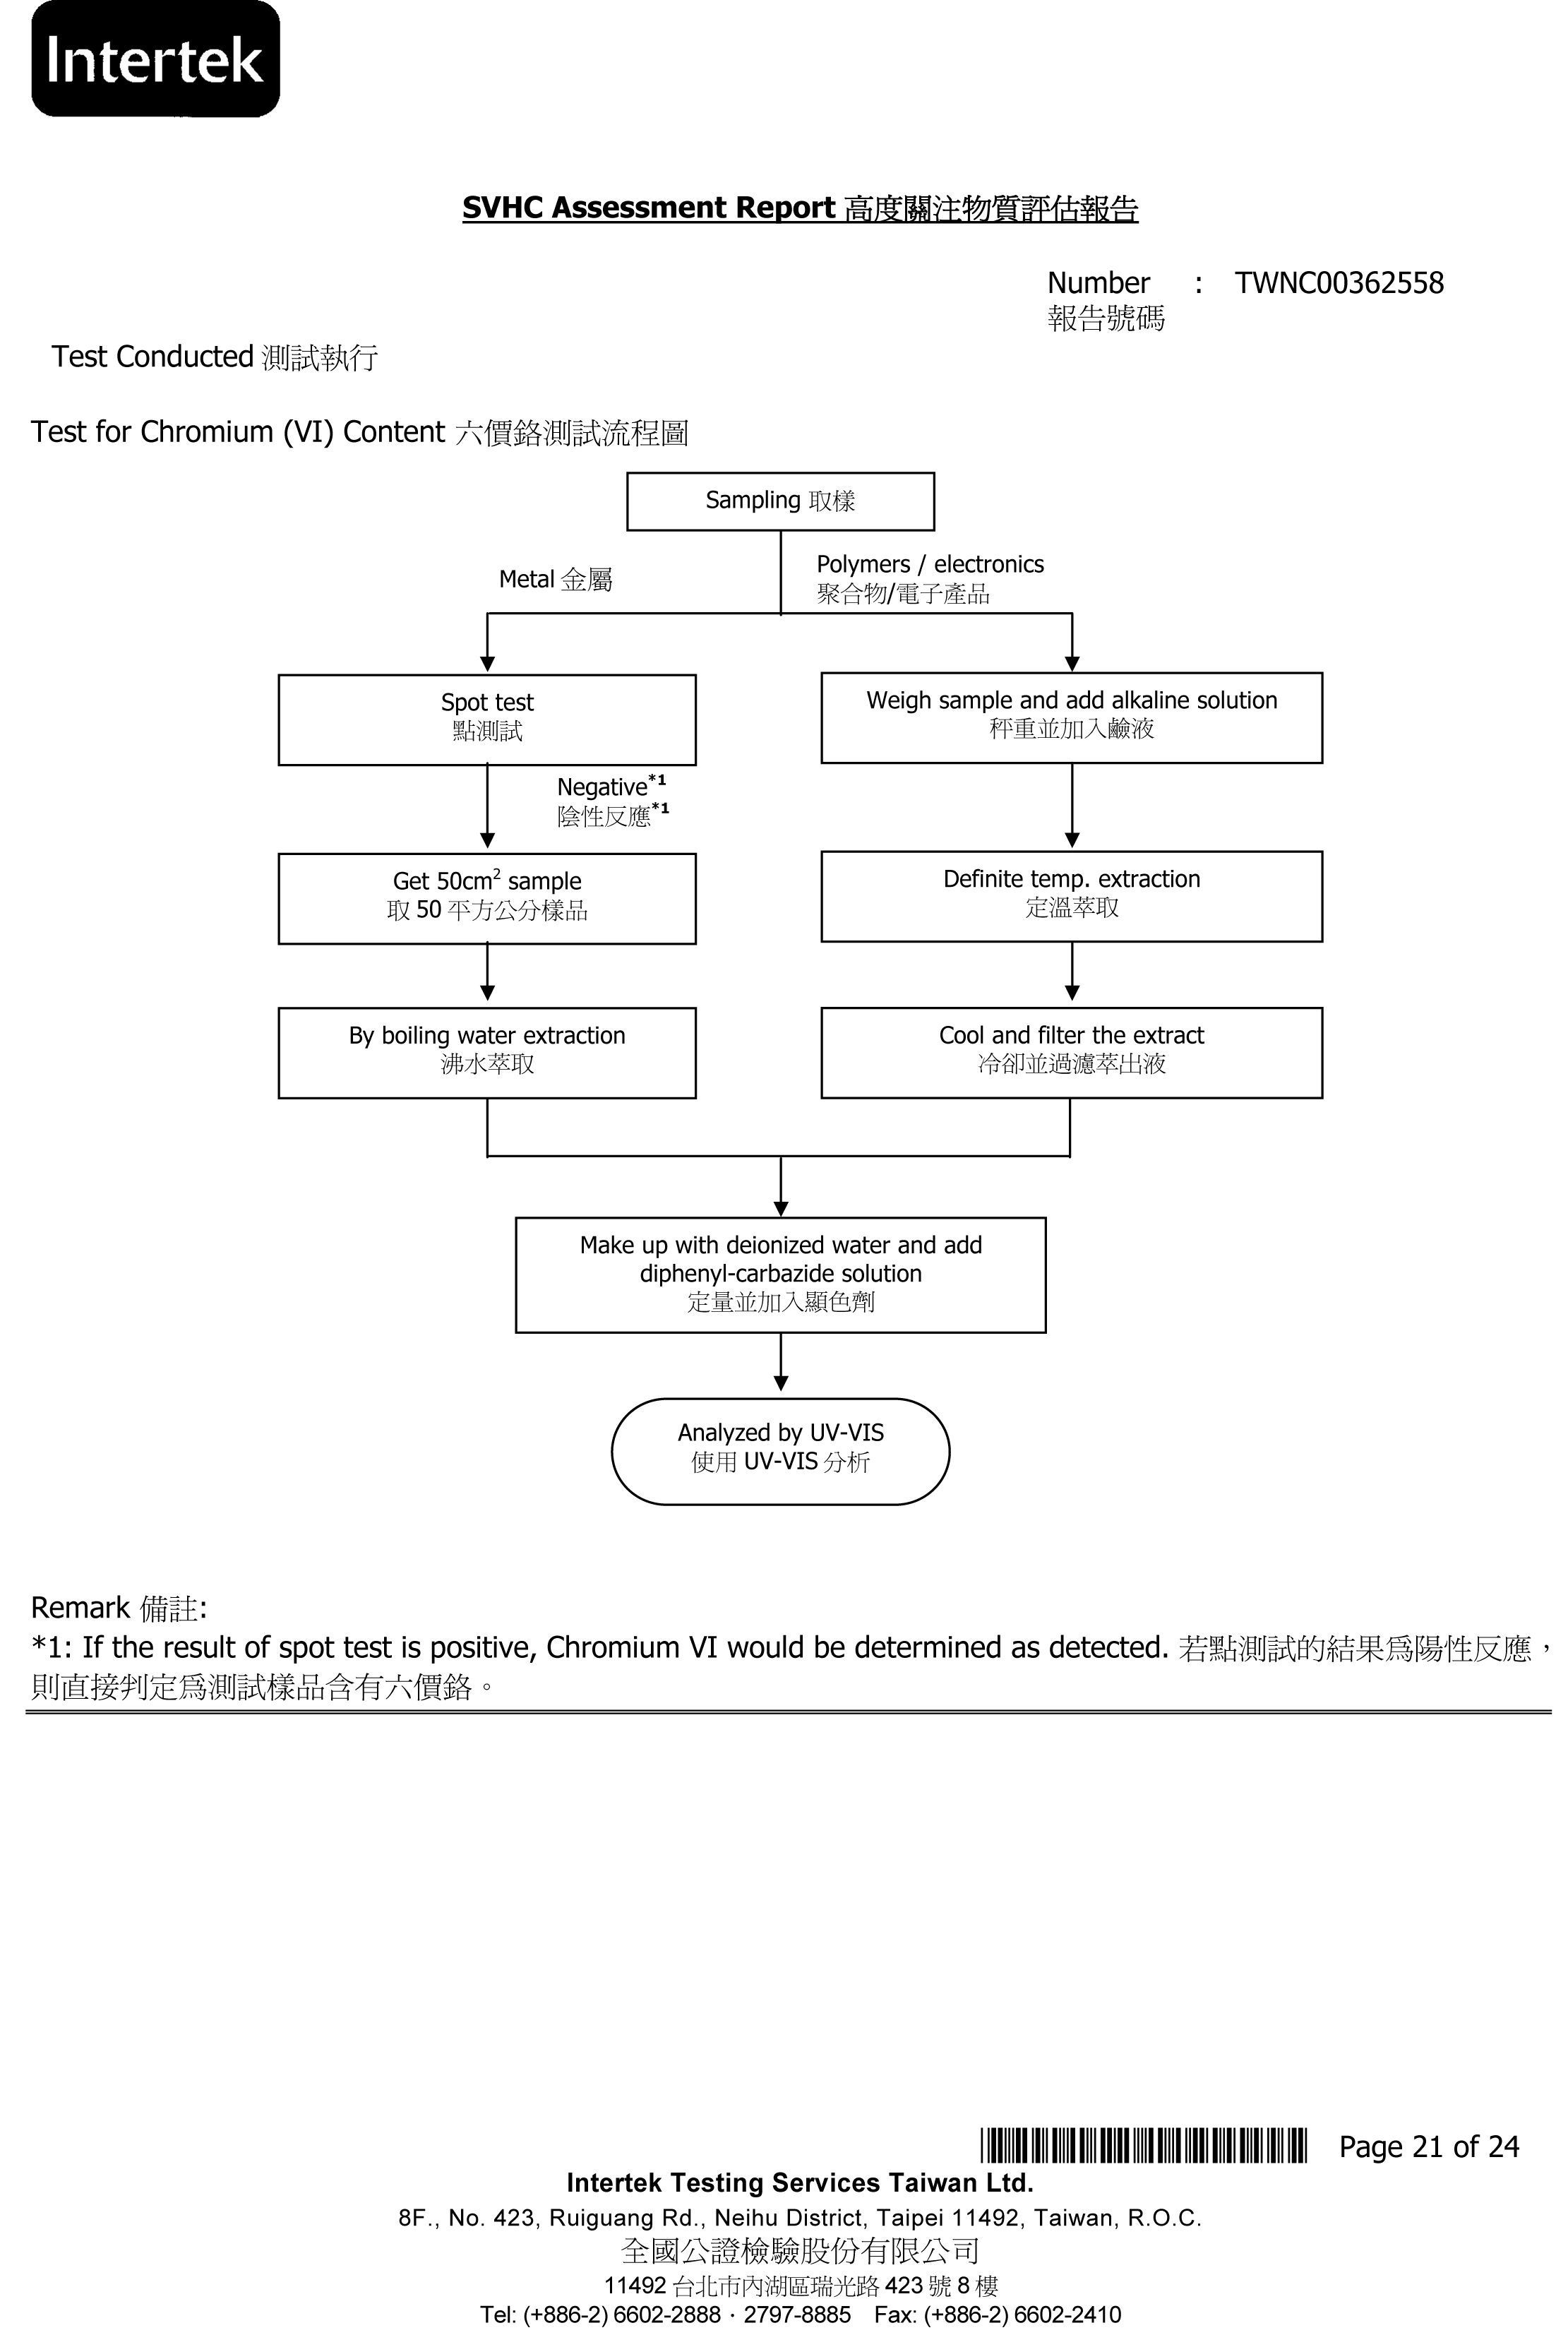 Intertek
SVHC Assessment Report 高度關注物質評估報告
Number : TWNC00362558
報告號碼
Test Conducted 測試執行
Test for Chromium (VI) Content 六價鉻測試流程圖
Sampling 取樣
Metal 金屬
Polymers / electronics
聚合物/電子產品
Spot test
點測試
Weigh sample and add alkaline solution
秤重並加入鹼液
Negative*1
陰性反應*1
Get 50cm² sample
取 50 平方公分樣品
Definite temp. extraction
定溫萃取
By boiling water extraction
沸水萃取
Cool and filter the extract
冷卻並過濾萃出液
Make up with deionized water and add
diphenyl-carbazide solution
定量並加入顯色劑
Analyzed by UV-VIS
使用 UV-VIS 分析
Remark 備註:
*1: If the result of spot test is positive, Chromium VI would be determined as detected. 若點測試的結果為陽性反應，
則直接判定為測試樣品含有六價鉻。
Page 21 of 24
Intertek Testing Services Taiwan Ltd.
8F., No. 423, Ruiguang Rd., Neihu District, Taipei 11492, Taiwan, R.O.C.
全國公證檢驗股份有限公司
11492 台北市內湖區瑞光路 423 號 8 樓
Tel: (+886-2) 6602-2888．2797-8885 Fax: (+886-2) 6602-2410